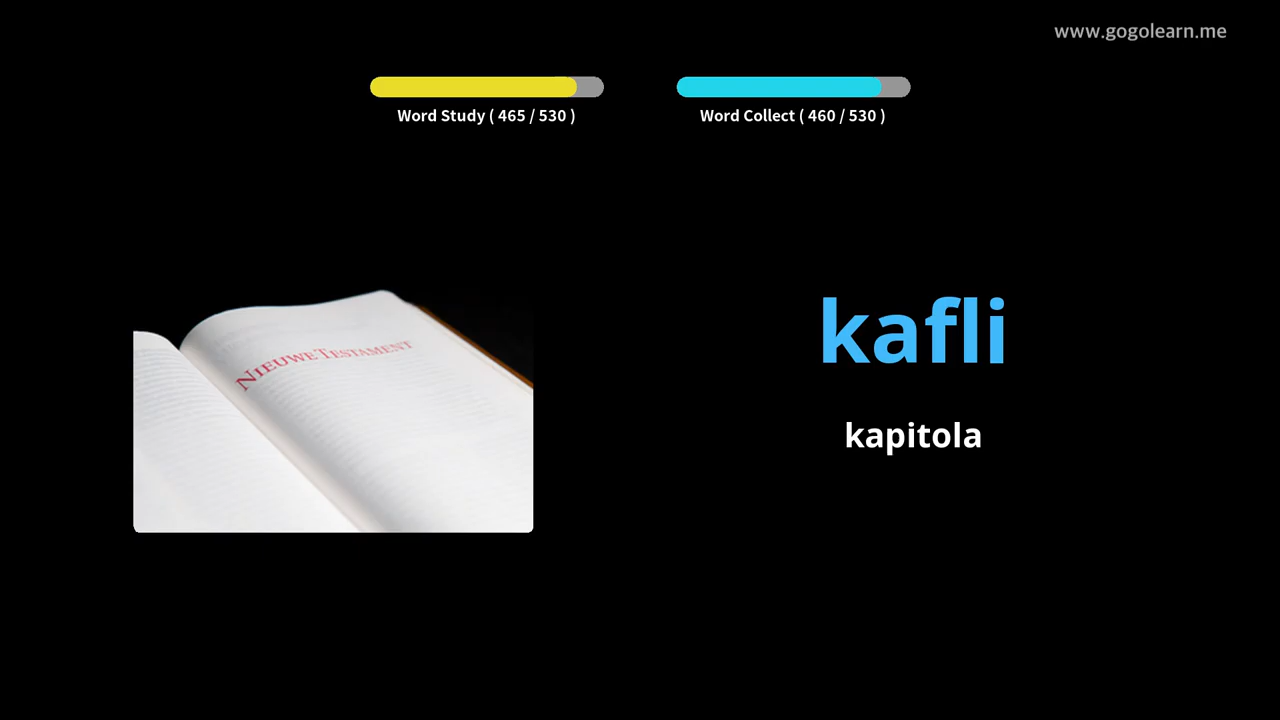 www.gogolearn.me
Word Study ( 465 / 530 )
Word Collect ( 460 / 530 )
NIEUWE TESTAMENT
kafli
kapitola